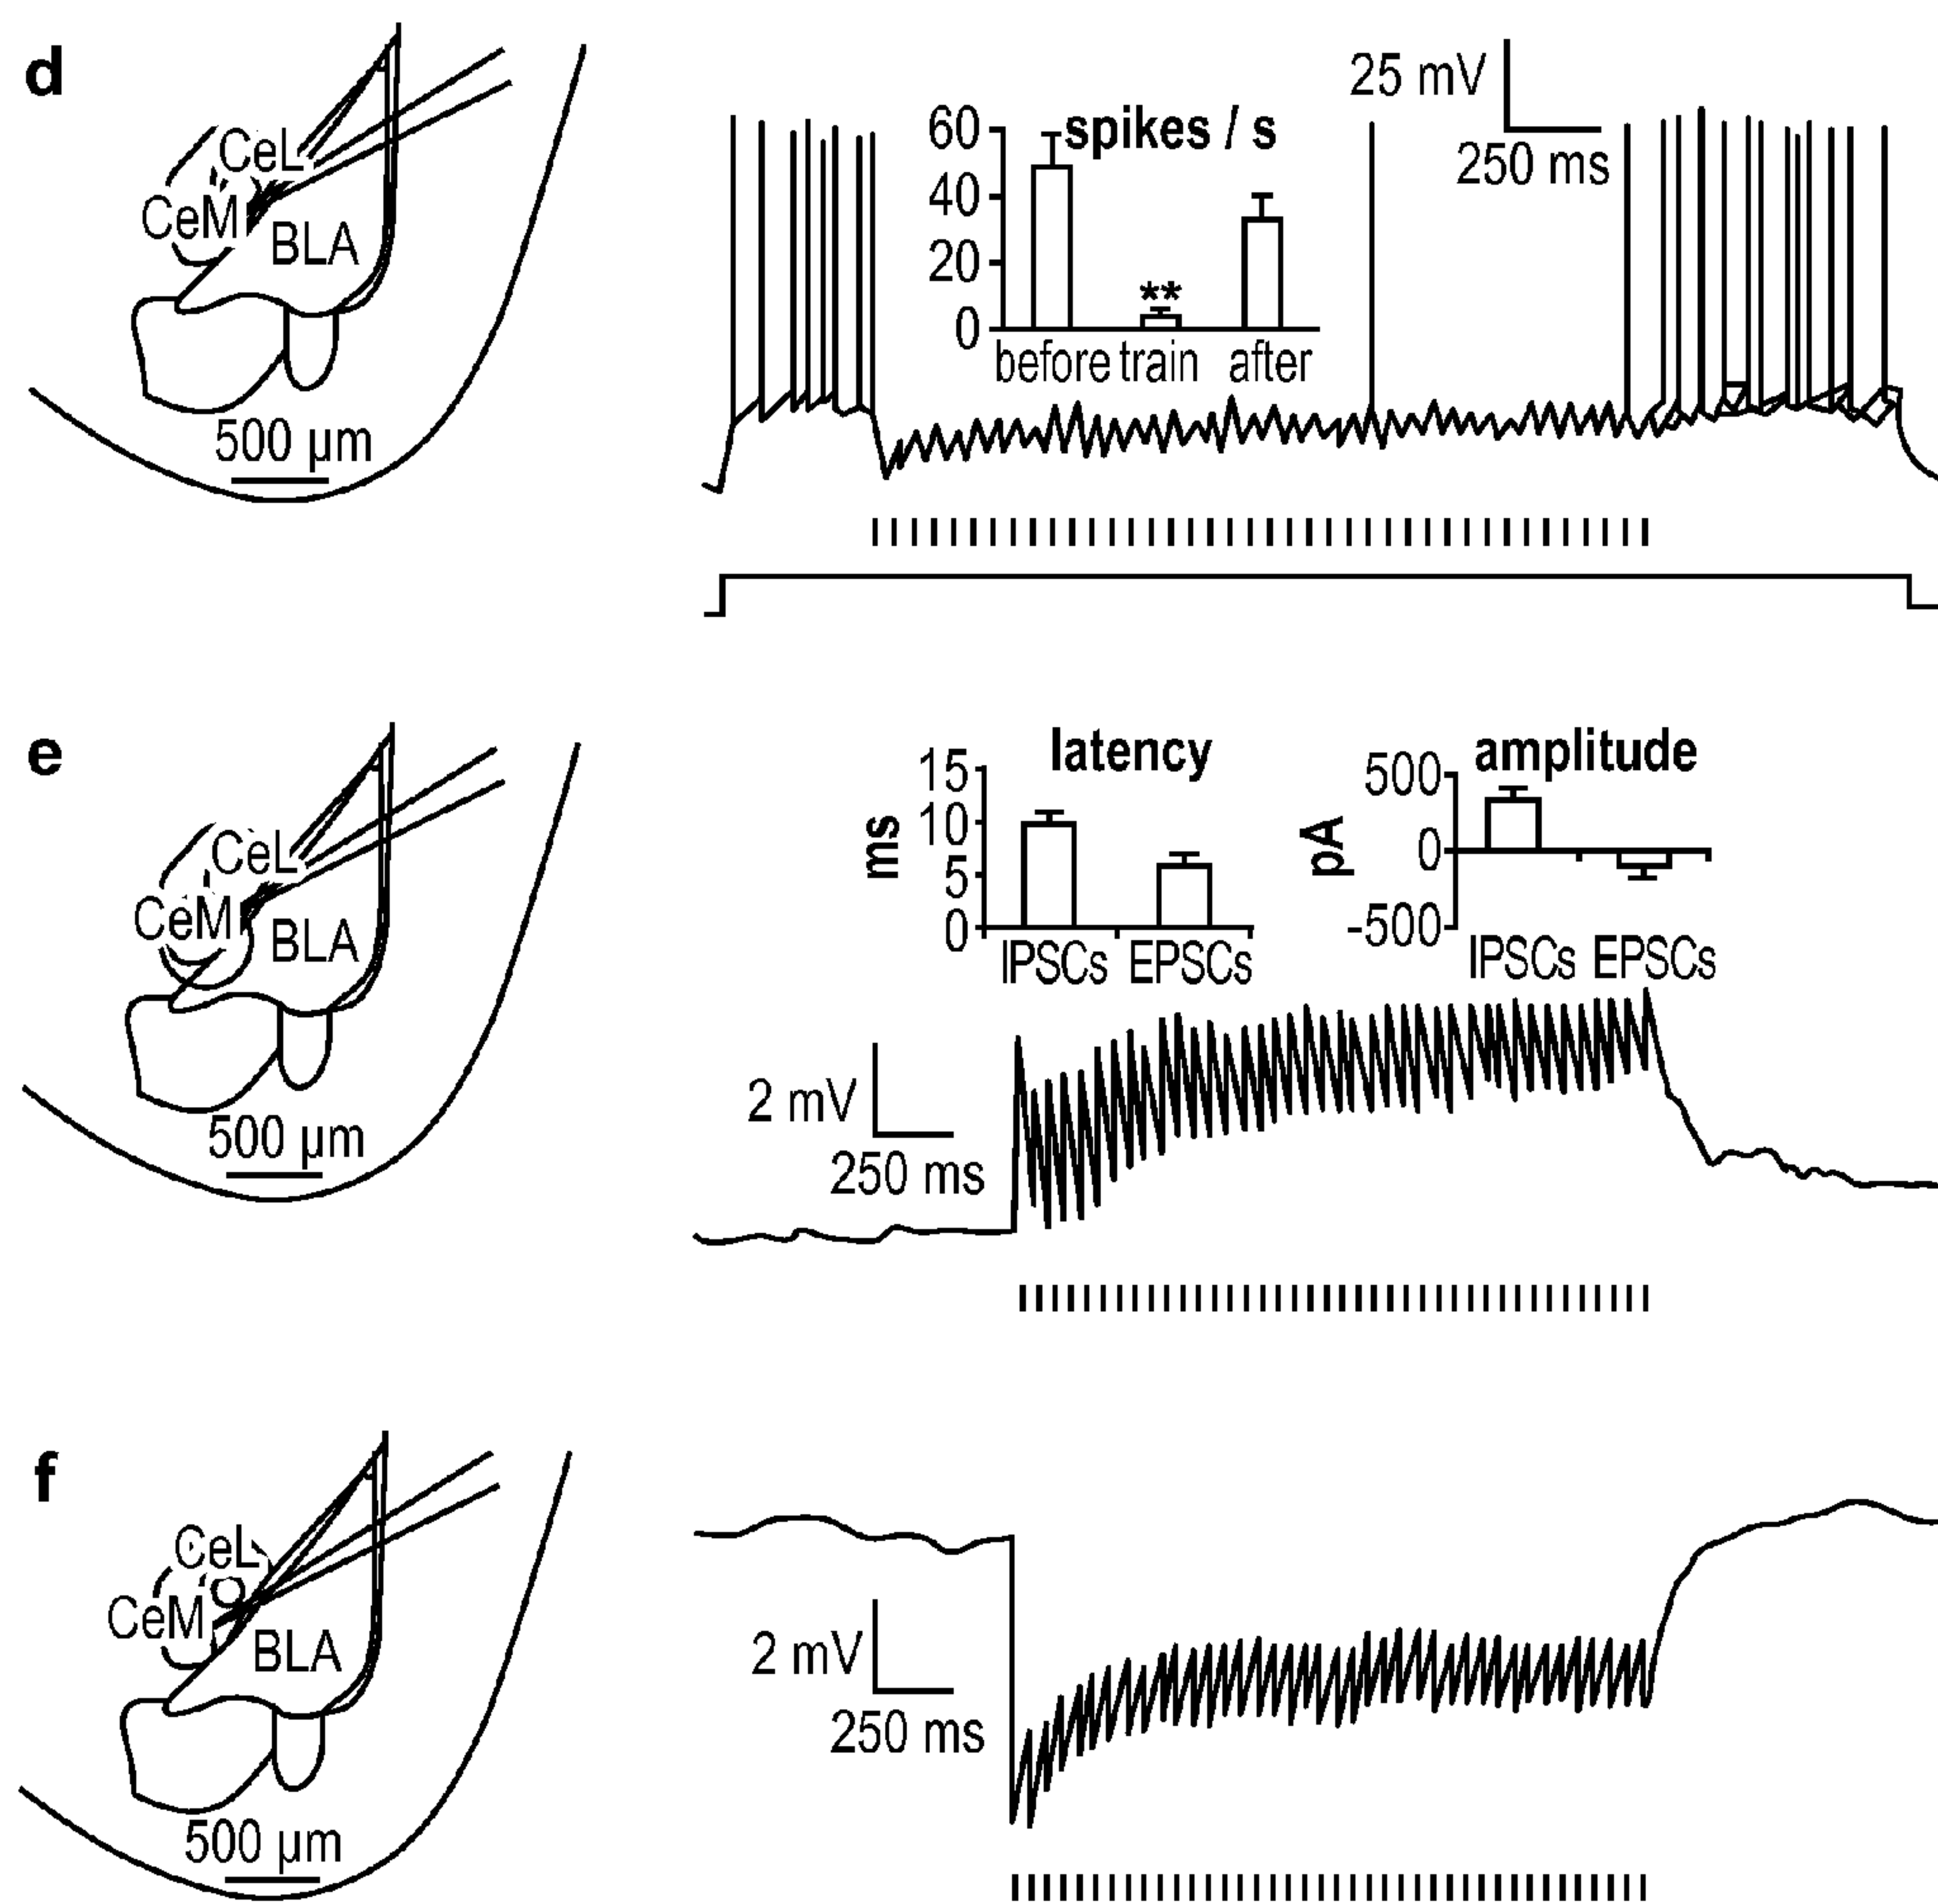 d
CeL
CeM
BLA
500 µm
60
40
20
0
spikes / s
**
before train after
25 mV
250 ms
e
CeL
CeM
BLA
500 µm
latency
ms
15
10
5
0
IPSCs EPSCs
amplitude
pA
500
0
-500
IPSCs EPSCs
2 mV
250 ms
f
CeL
CeM
BLA
500 µm
2 mV
250 ms